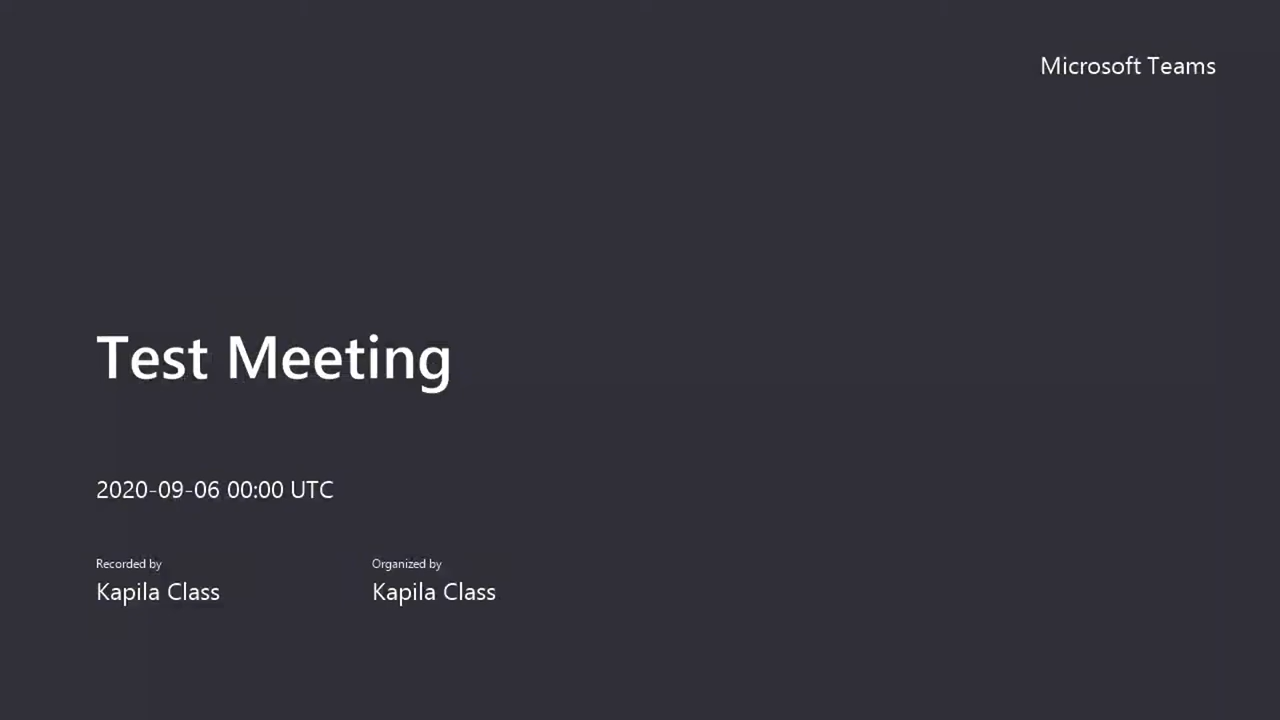 Microsoft Teams
Test Meeting
2020-09-06 00:00 UTC
Recorded by
Kapila Class
Organized by
Kapila Class